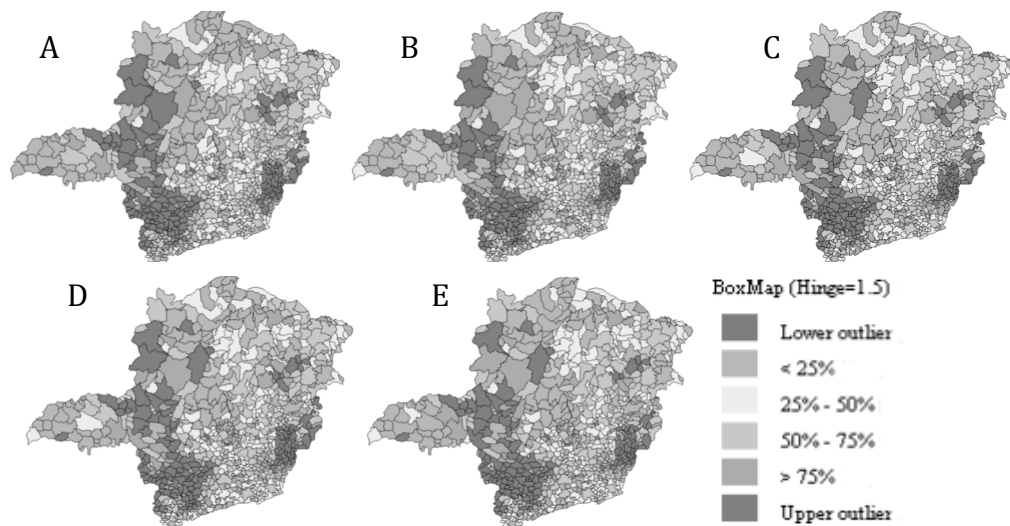 A
B
C
D
E
BoxMap (Hinge=1.5)
Lower outlier
< 25%
25% - 50%
50% - 75%
> 75%
Upper outlier